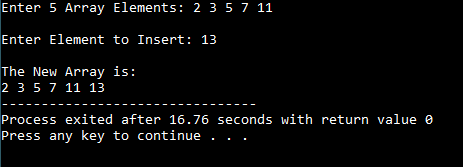 Enter 5 Array Elements: 2 3 5 7 11
Enter Element to Insert: 13
The New Array is:
2 3 5 7 11 13
--------------------------------
Process exited after 16.76 seconds with return value 0
Press any key to continue . . .